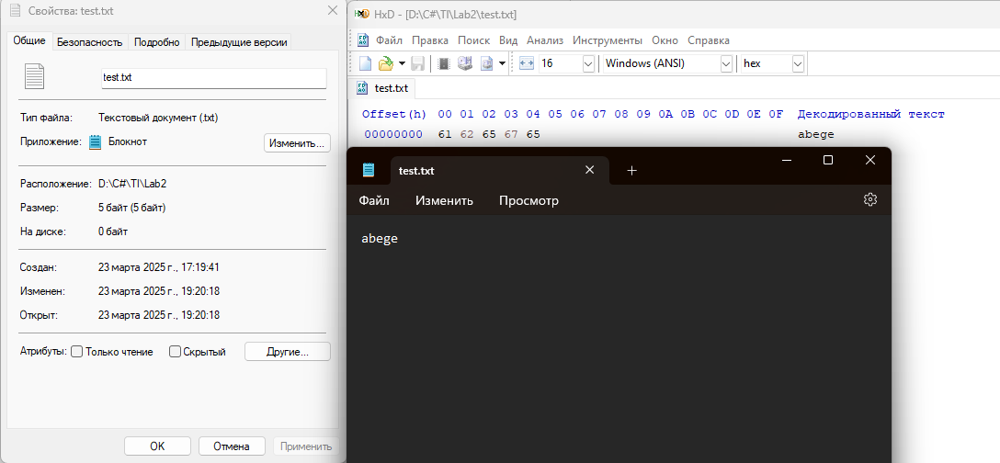 Свойства: test.txt
Общие Безопасность Подробно Предыдущие версии
test.txt
Тип файла: Текстовый документ (.txt)
Приложение: Блокнот Изменить...
Расположение: D:\C#\TI\Lab2
Размер: 5 байт (5 байт)
На диске: 0 байт
Создан: 23 марта 2025 г., 17:19:41
Изменен: 23 марта 2025 г., 19:20:18
Открыт: 23 марта 2025 г., 19:20:18
Атрибуты: Только чтение Скрытый Другие...
OK Отмена Применить
HxD - [D:\C#\TI\Lab2\test.txt]
Файл Правка Поиск Вид Анализ Инструменты Окно Справка
16 Windows (ANSI) hex
test.txt
Offset(h) 00 01 02 03 04 05 06 07 08 09 0A 0B 0C 0D 0E 0F Декодированный текст
00000000 61 62 65 67 65 abege
test.txt
Файл Изменить Просмотр
abege